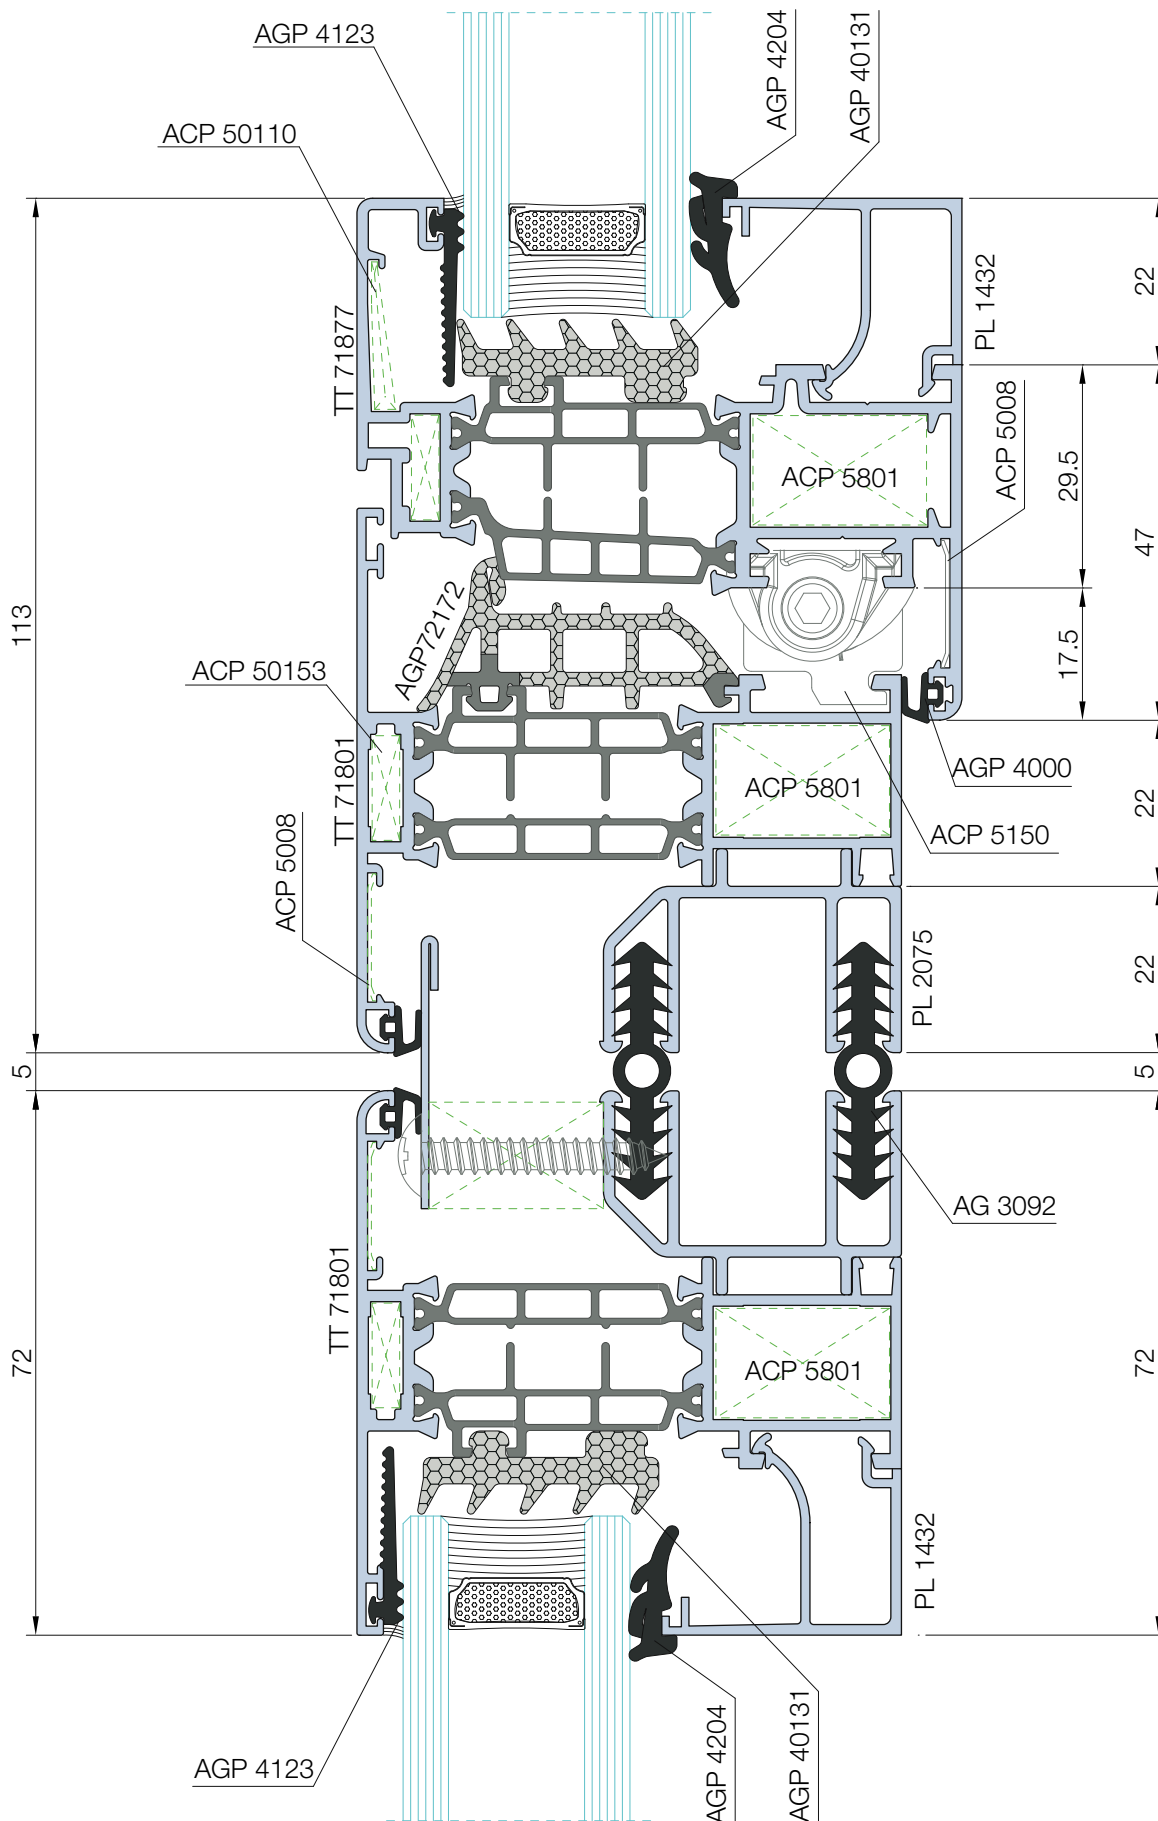 AGP 4123
AGP 4204
AGP 40131
ACP 50110
22
PL 1432
TT 71877
ACP 5008
ACP 5801
29.5
47
113
AGP72172
17.5
ACP 50153
TT 71801
AGP 4000
ACP 5801
22
ACP 5150
ACP 5008
PL 2075
22
5
5
AG 3092
TT 71801
72
ACP 5801
72
PL 1432
AGP 4123
AGP 4204
AGP 40131